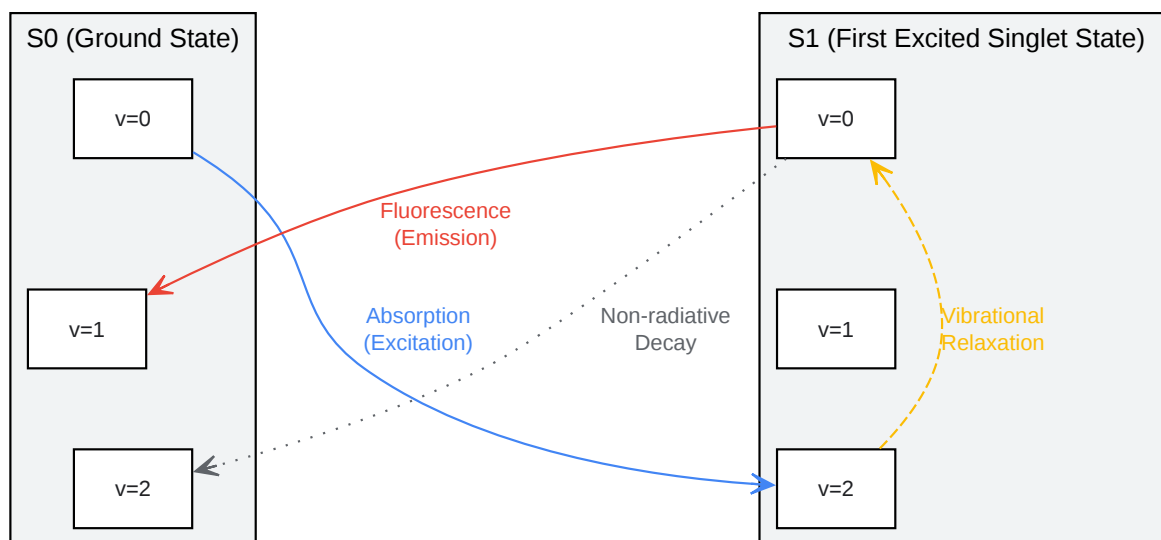 S0 (Ground State)
v=0
v=1
v=2
Fluorescence
(Emission)
Absorption
(Excitation)
Non-radiative
Decay
S1 (First Excited Singlet State)
v=0
v=1
v=2
Vibrational
Relaxation